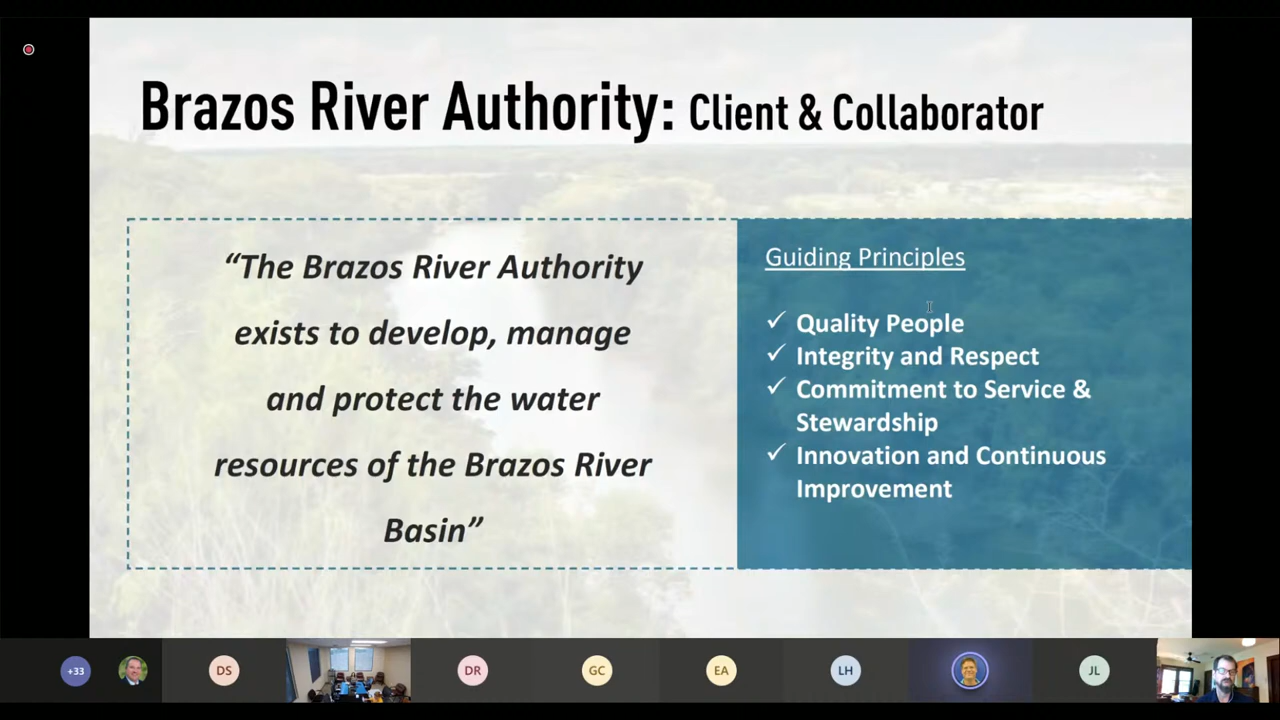 Brazos River Authority: Client & Collaborator
“The Brazos River Authority
exists to develop, manage
and protect the water
resources of the Brazos River
Basin”
Guiding Principles
✓ Quality People
✓ Integrity and Respect
✓ Commitment to Service &
Stewardship
✓ Innovation and Continuous
Improvement
+33
DS
DR
GC
EA
LH
JL